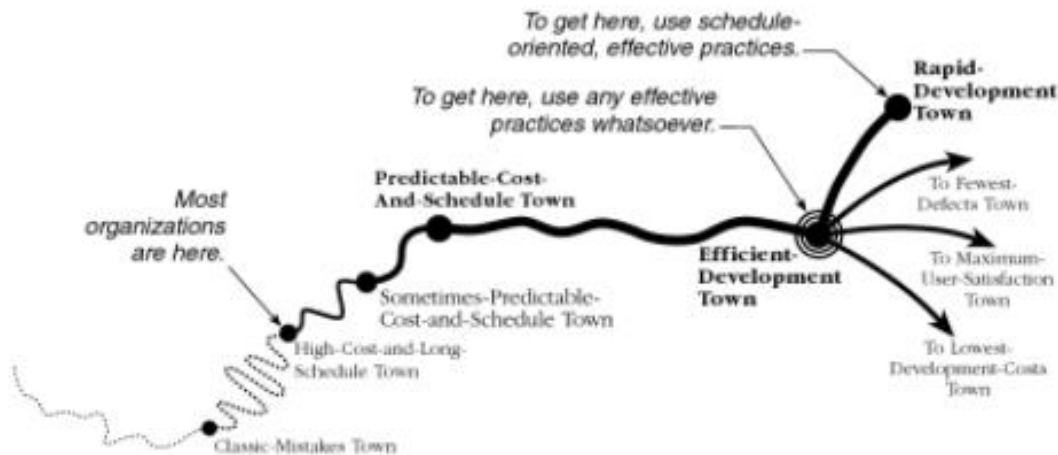 To get here, use schedule-
oriented, effective practices.
Rapid-
Development
Town
To get here, use any effective
practices whatsoever.
Predictable-Cost-
And-Schedule Town
To Fewest-
Defects Town
Most
organizations
are here.
Efficient-
Development
Town
To Maximum-
User-Satisfaction
Town
Sometimes-Predictable-
Cost-and-Schedule Town
High-Cost-and-Long-
Schedule Town
To Lowest-
Development-Costs
Town
Classic-Mistakes Town